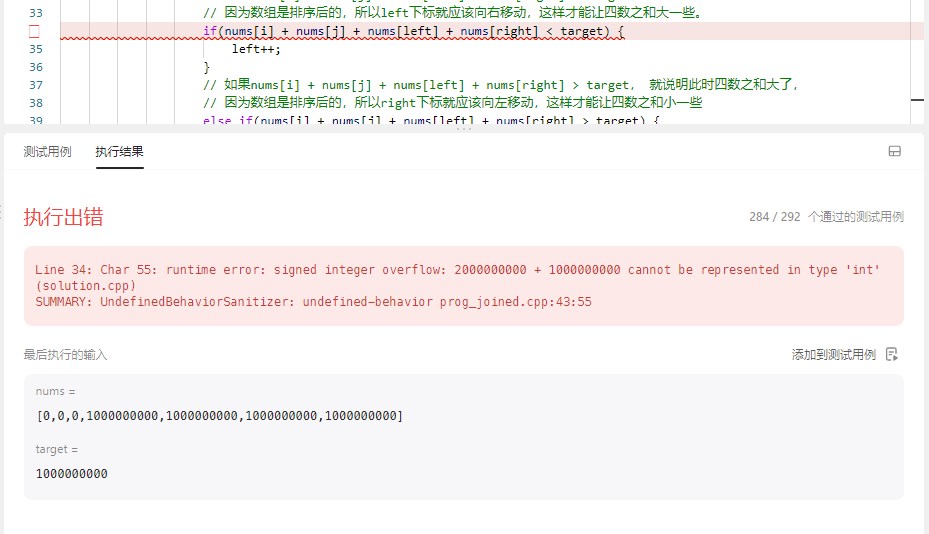 33 // 因为数组是排序后的，所以left下标就应该向右移动，这样才能让四数之和大一些。
if(nums[i] + nums[j] + nums[left] + nums[right] < target) {
35 left++;
36 }
37 // 如果nums[i] + nums[j] + nums[left] + nums[right] > target， 就说明此时四数之和大了，
38 // 因为数组是排序后的，所以right下标就应该向左移动，这样才能让四数之和小一些
39 else if(nums[i] + nums[j] + nums[left] + nums[right] > target) {
测试用例 执行结果
执行出错 284 / 292 个通过的测试用例
Line 34: Char 55: runtime error: signed integer overflow: 2000000000 + 1000000000 cannot be represented in type 'int'
(solution.cpp)
SUMMARY: UndefinedBehaviorSanitizer: undefined-behavior prog_joined.cpp:43:55
最后执行的输入 添加到测试用例
nums =
[0,0,0,1000000000,1000000000,1000000000,1000000000]
target =
1000000000